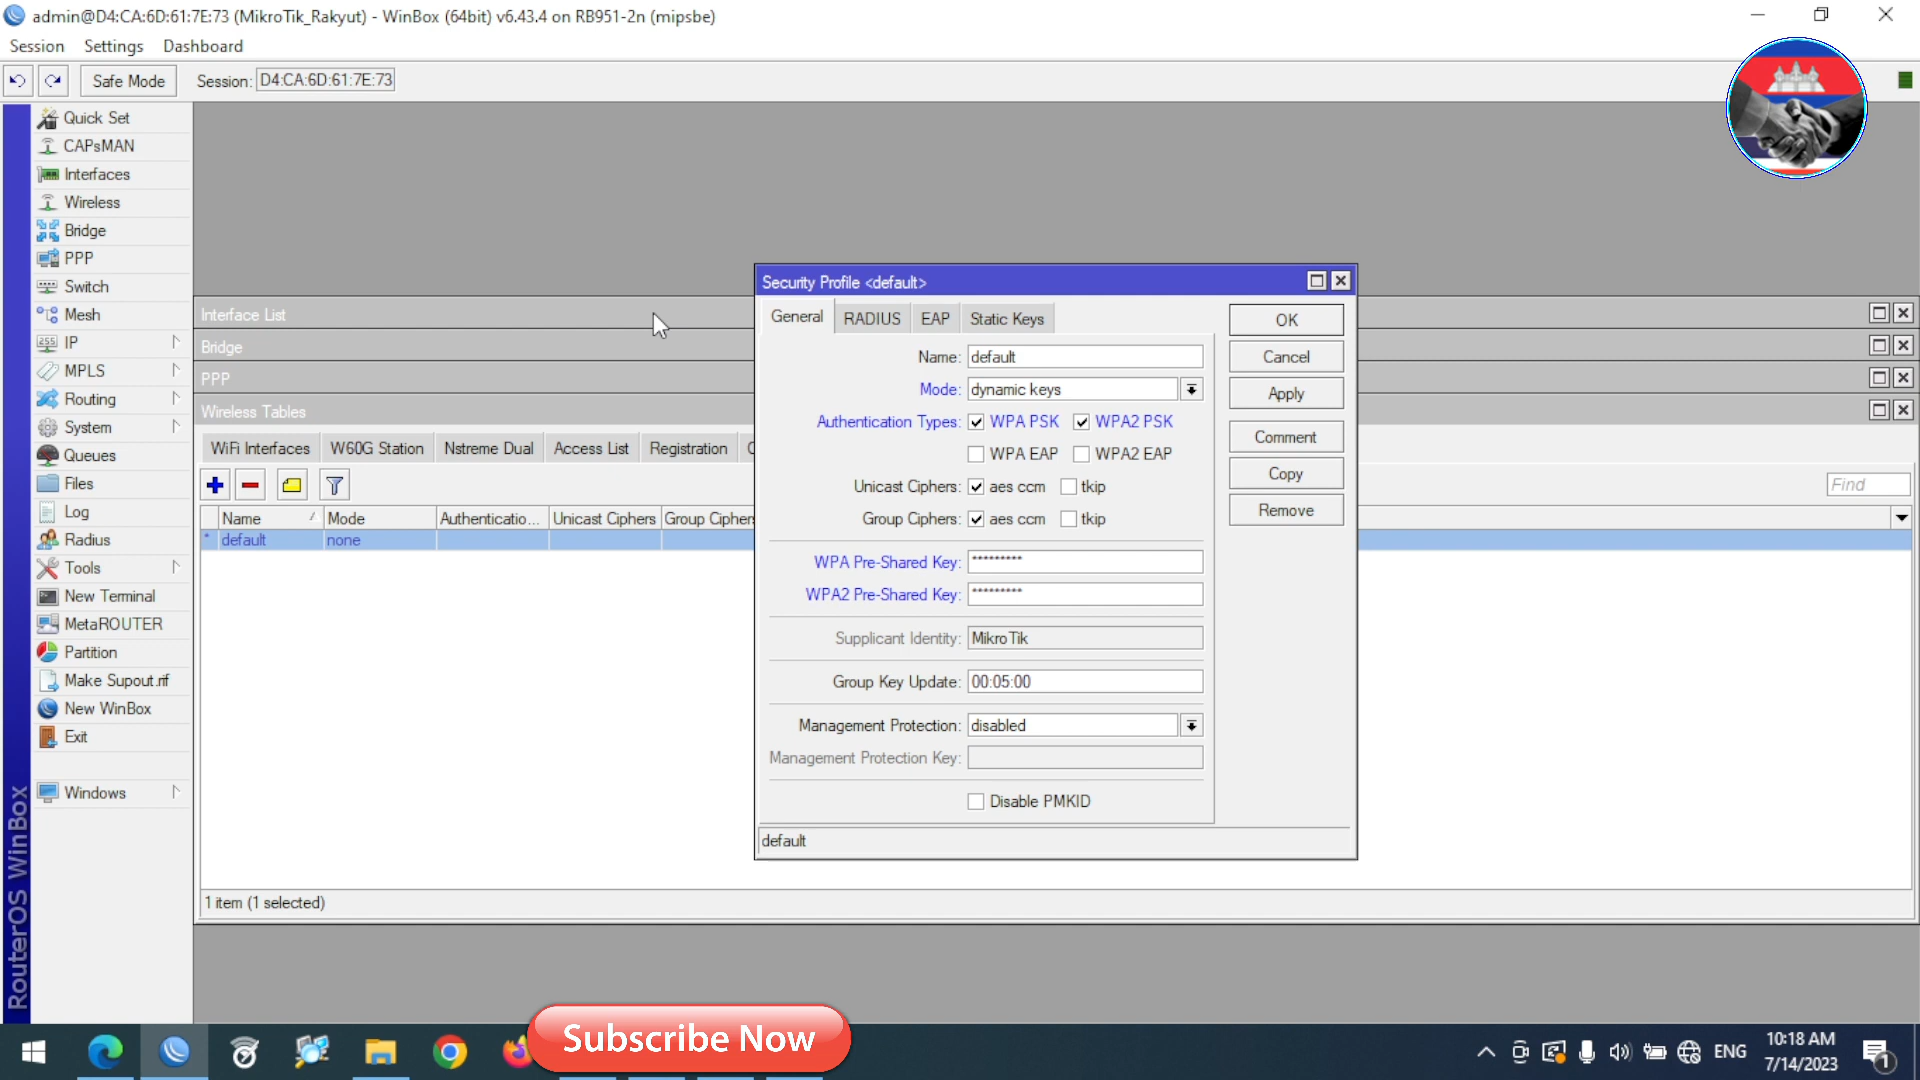 admin@D4:CA:6D:61:7E:73 (MikroTik_Rakyut) - WinBox (64bit) v6.43.4 on RB951-2n (mipsbe)
Session Settings Dashboard
Safe Mode Session: D4:CA:6D:61:7E:73
Quick Set
CAPsMAN
Interfaces
Wireless
Bridge
PPP
Switch
Mesh
IP
MPLS
Routing
System
Queues
Files
Log
Radius
Tools
New Terminal
MetaROUTER
Partition
Make Supout.rif
New WinBox
Exit
Windows
RouterOS WinBox
Interface List
Bridge
PPP
Wireless Tables
WiFi Interfaces W60G Station Nstreme Dual Access List Registration
Find
Name Mode Authenticatio... Unicast Ciphers Group Ciphers
* default none
1 item (1 selected)
Security Profile <default>
General RADIUS EAP Static Keys
Name: default
Mode: dynamic keys
Authentication Types: WPA PSK WPA2 PSK
WPA EAP WPA2 EAP
Unicast Ciphers: aes ccm tkip
Group Ciphers: aes ccm tkip
WPA Pre-Shared Key: *********
WPA2 Pre-Shared Key: *********
Supplicant Identity: MikroTik
Group Key Update: 00:05:00
Management Protection: disabled
Management Protection Key:
Disable PMKID
default
OK
Cancel
Apply
Comment
Copy
Remove
Subscribe Now
ENG
10:18 AM
7/14/2023
1